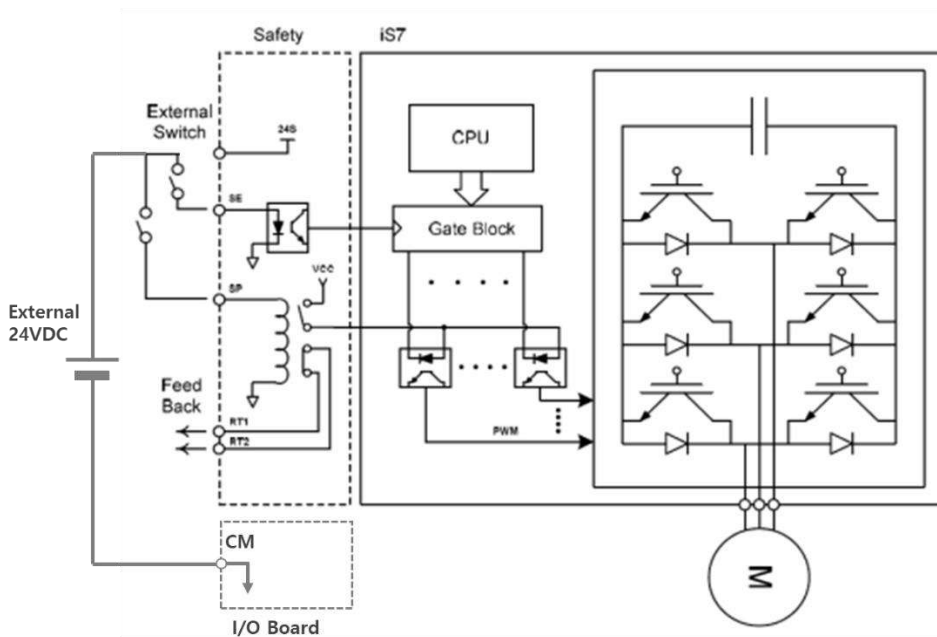 Safety
iS7
External
Switch
24S
CPU
SE
Gate Block
VCC
SP
External
24VDC
Feed
Back
RT1
RT2
PWM
CM
M
I/O Board